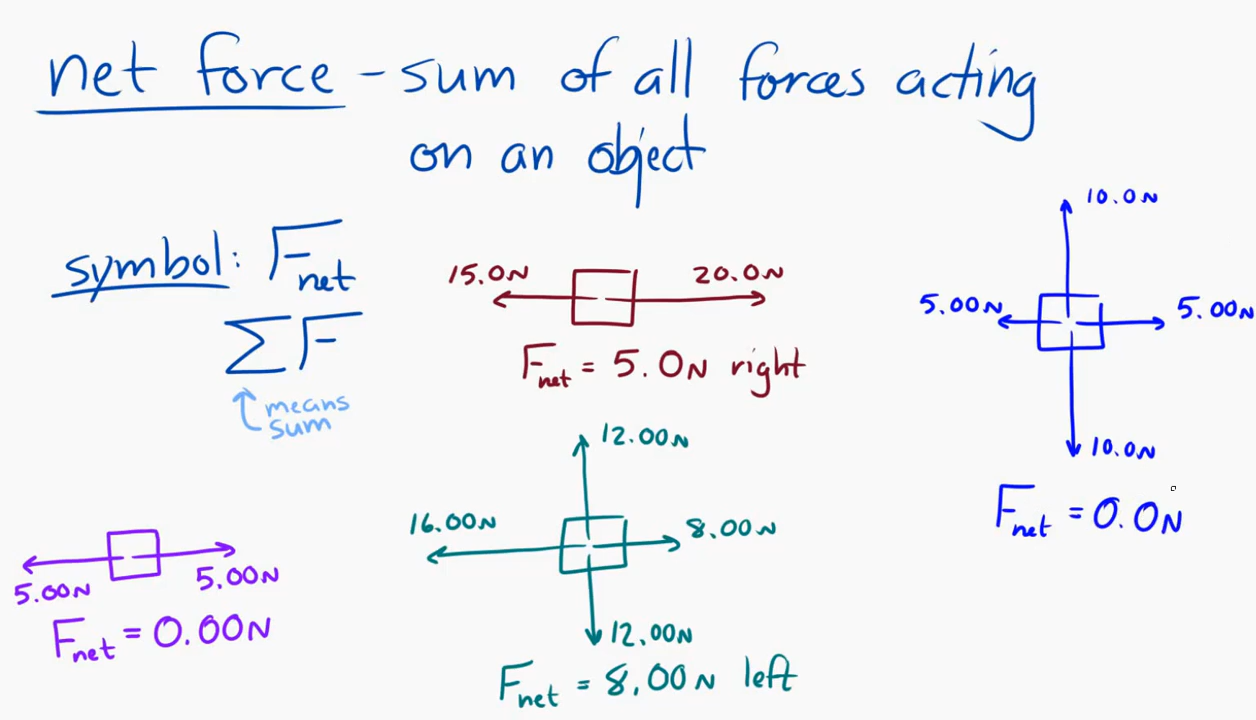 net force - sum of all forces acting
on an object
symbol: Fnet
ΣF
means
sum
15.0N 20.0N
Fnet = 5.0N right
10.0N
5.00N 5.00N
10.0N
Fnet = 0.0N
12.00N
16.00N 8.00N
12.00N
Fnet = 8.00N left
5.00N 5.00N
Fnet = 0.00N